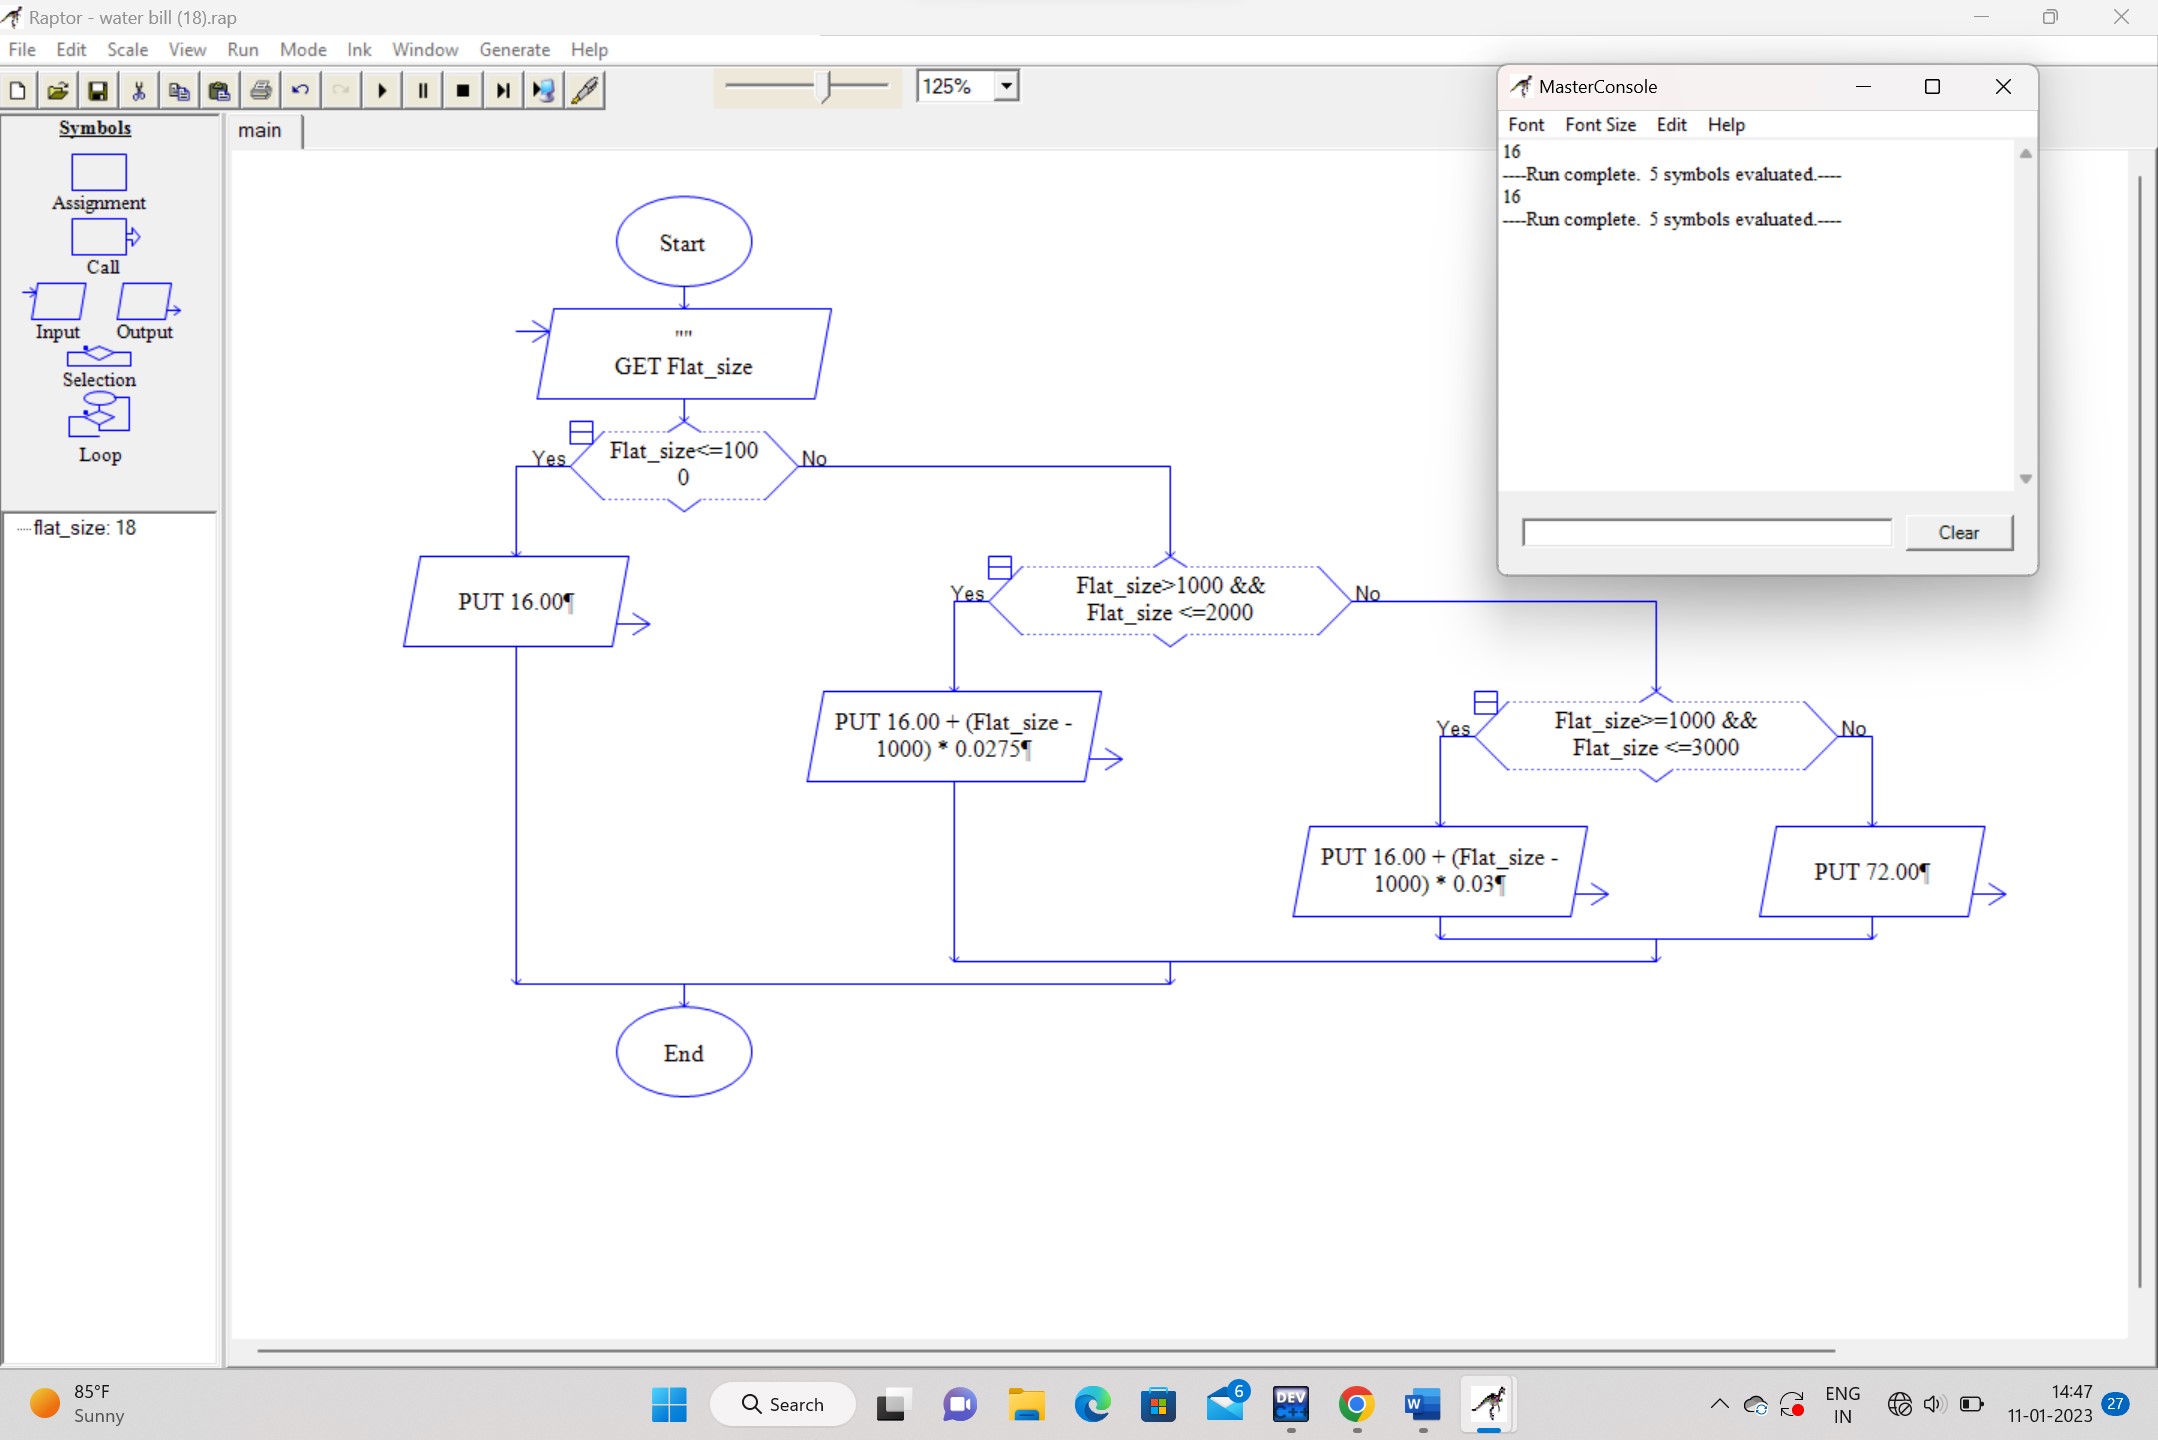 Raptor - water bill (18).rap
File Edit Scale View Run Mode Ink Window Generate Help
125%
Symbols
Assignment
Call
Input Output
Selection
Loop
flat_size: 18
main
Start
""
GET Flat_size
Yes
Flat_size<=100
0
No
PUT 16.00¶
Yes
Flat_size>1000 &&
Flat_size <=2000
No
PUT 16.00 + (Flat_size -
1000) * 0.0275¶
Yes
Flat_size>=1000 &&
Flat_size <=3000
No
PUT 16.00 + (Flat_size -
1000) * 0.03¶
PUT 72.00¶
End
MasterConsole
Font Font Size Edit Help
16
----Run complete. 5 symbols evaluated.----
16
----Run complete. 5 symbols evaluated.----
Clear
85°F
Sunny
Search
6
DEV
C++
W
ENG
IN
14:47
11-01-2023
27